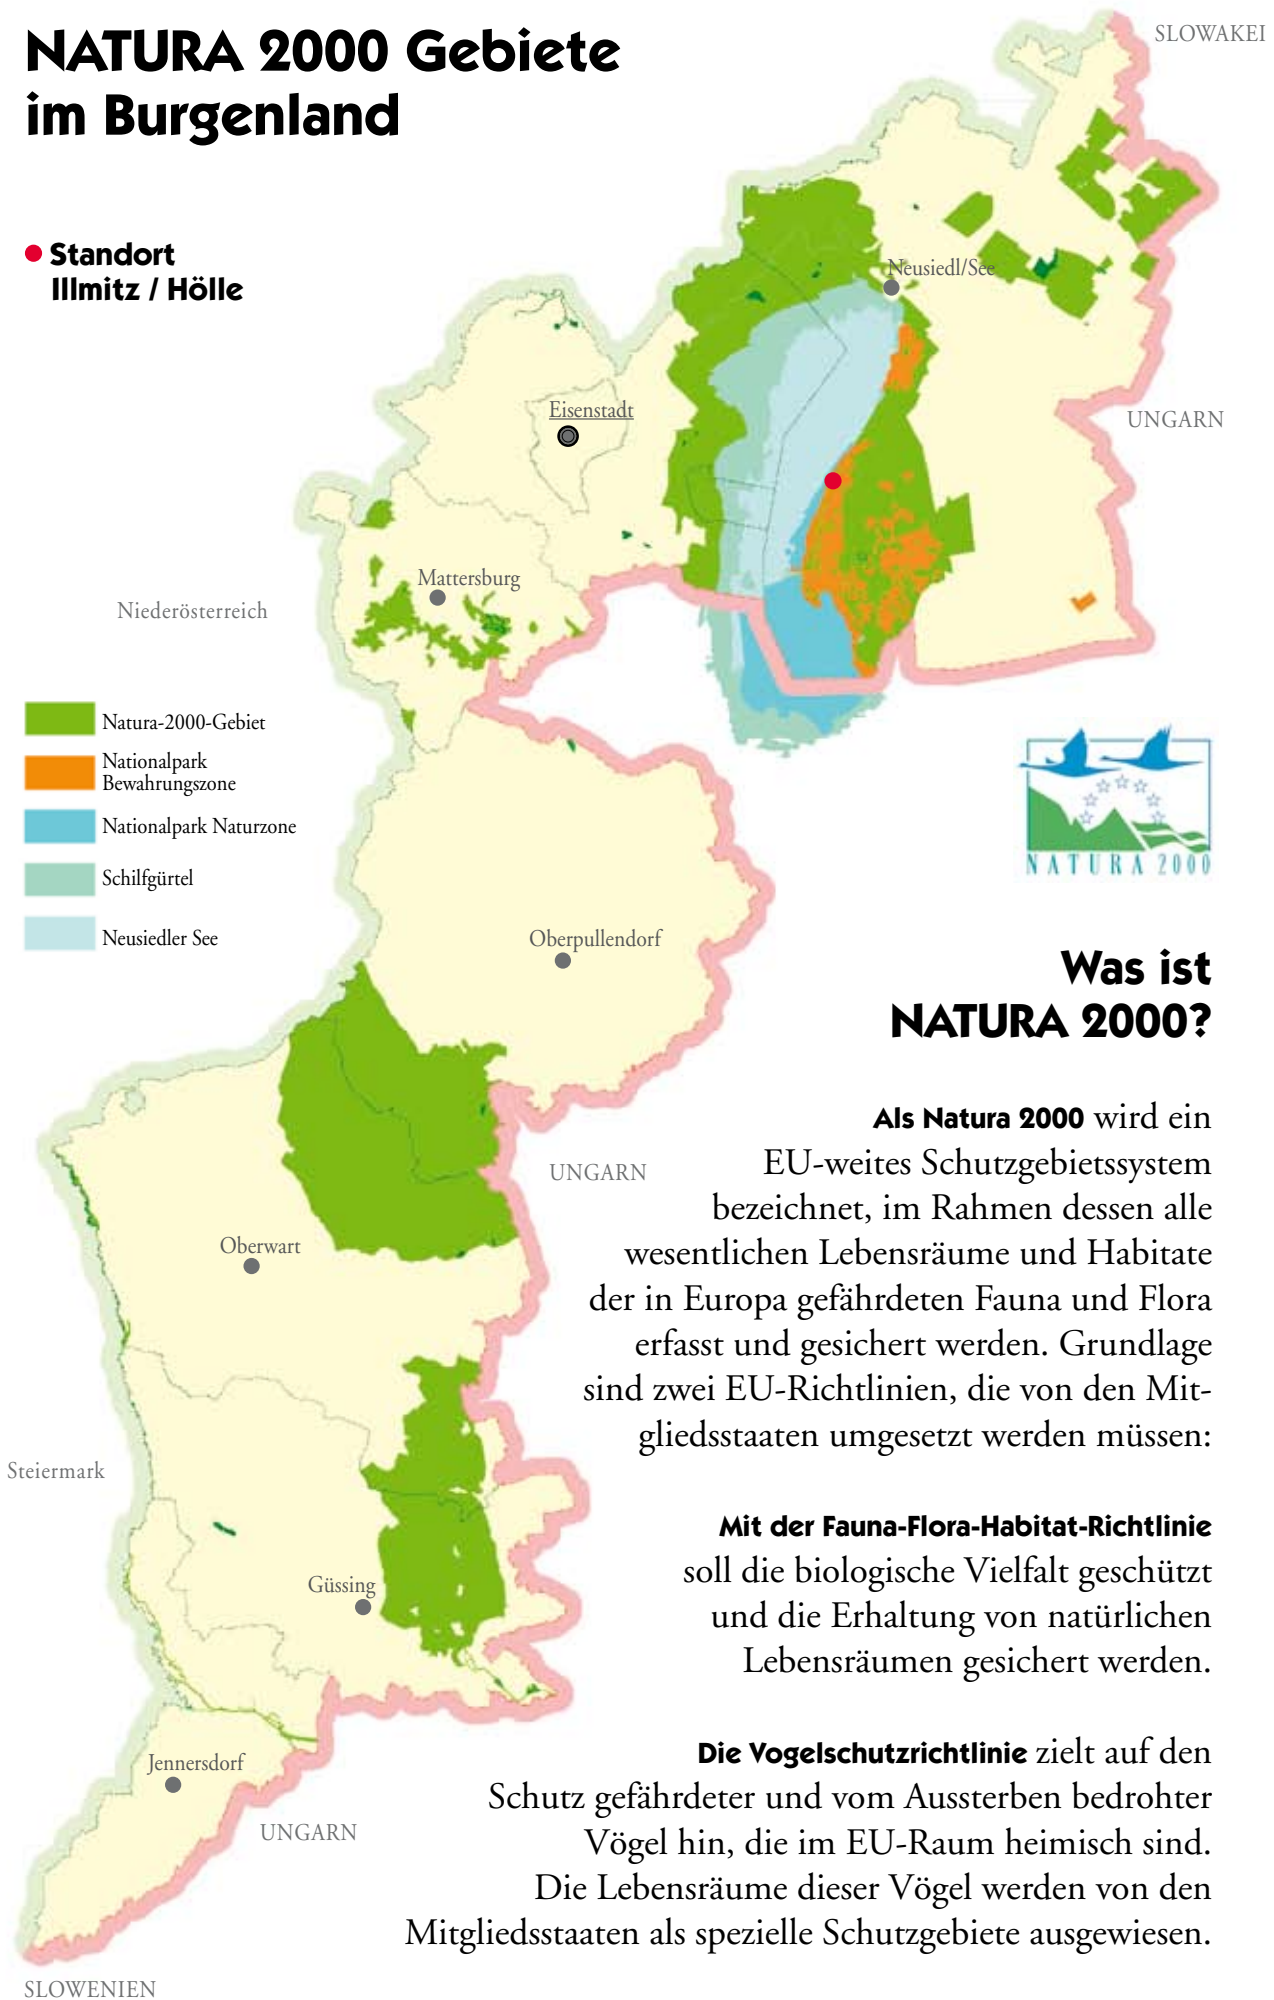 NATURA 2000 Gebiete
im Burgenland
SLOWAKEI
Standort
Illmitz / Hölle
Neusiedl/See
Eisenstadt
UNGARN
Mattersburg
Niederösterreich
Natura-2000-Gebiet
Nationalpark
Bewahrungszone
Nationalpark Naturzone
Schilfgürtel
Neusiedler See
NATURA 2000
Oberpullendorf
Was ist
NATURA 2000?
Als Natura 2000 wird ein
EU-weites Schutzgebietssystem
bezeichnet, im Rahmen dessen alle
wesentlichen Lebensräume und Habitate
der in Europa gefährdeten Fauna und Flora
erfasst und gesichert werden. Grundlage
sind zwei EU-Richtlinien, die von den Mit-
gliedsstaaten umgesetzt werden müssen:
UNGARN
Oberwart
Steiermark
Mit der Fauna-Flora-Habitat-Richtlinie
soll die biologische Vielfalt geschützt
und die Erhaltung von natürlichen
Lebensräumen gesichert werden.
Güssing
Die Vogelschutzrichtlinie zielt auf den
Schutz gefährdeter und vom Aussterben bedrohter
Vögel hin, die im EU-Raum heimisch sind.
Die Lebensräume dieser Vögel werden von den
Mitgliedsstaaten als spezielle Schutzgebiete ausgewiesen.
Jennersdorf
UNGARN
SLOWENIEN